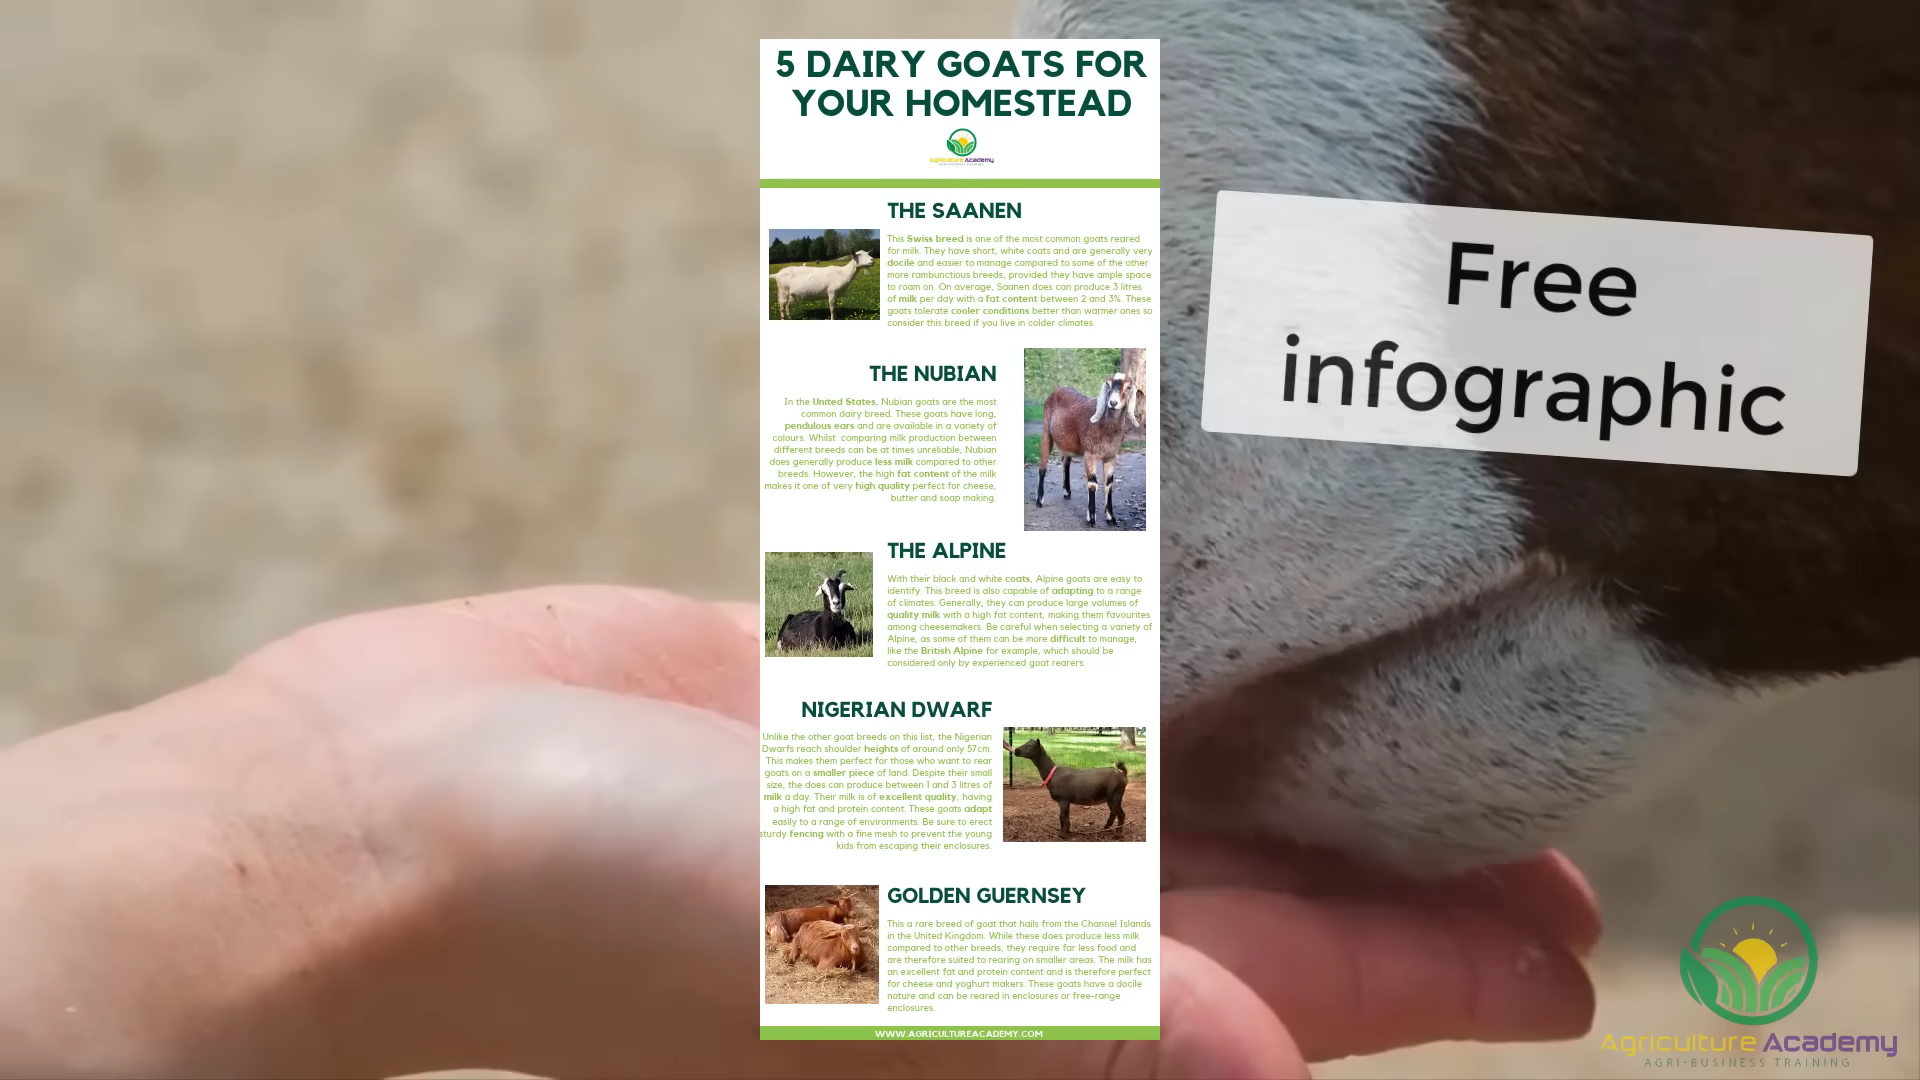 5 DAIRY GOATS FOR
YOUR HOMESTEAD
Agriculture Academy
THE SAANEN
This Swiss breed is one of the most common goats reared
for milk. They have short, white coats and are generally very
docile and easier to manage compared to some of the other
more rambunctious breeds, provided they have ample space
to roam on. On average, Saanen does can produce 3 litres
of milk per day with a fat content between 2 and 3%. These
goats tolerate cooler conditions better than warmer ones so
consider this breed if you live in colder climates.
THE NUBIAN
In the United States, Nubian goats are the most
common dairy breed. These goats have long,
pendulous ears and are available in a variety of
colours. Whilst comparing milk production between
different breeds can be at times unreliable, Nubian
does generally produce less milk compared to other
breeds. However, the high fat content of the milk
makes it one of very high quality perfect for cheese,
butter and soap making.
THE ALPINE
With their black and white coats, Alpine goats are easy to
identify. This breed is also capable of adapting to a range
of climates. Generally, they can produce large volumes of
quality milk with a high fat content, making them favourites
among cheesemakers. Be careful when selecting a variety of
Alpine, as some of them can be more difficult to manage,
like the British Alpine for example, which should be
considered only by experienced goat rearers.
NIGERIAN DWARF
Unlike the other goat breeds on this list, the Nigerian
Dwarfs reach shoulder heights of around only 57cm.
This makes them perfect for those who want to rear
goats on a smaller piece of land. Despite their small
size, the does can produce between 1 and 3 litres of
milk a day. Their milk is of excellent quality, having
a high fat and protein content. These goats adapt
easily to a range of environments. Be sure to erect
sturdy fencing with a fine mesh to prevent the young
kids from escaping their enclosures.
GOLDEN GUERNSEY
This a rare breed of goat that hails from the Channel Islands
in the United Kingdom. While these does produce less milk
compared to other breeds, they require far less food and
are therefore suited to rearing on smaller areas. The milk has
an excellent fat and protein content and is therefore perfect
for cheese and yoghurt makers. These goats have a docile
nature and can be reared in enclosures or free-range
enclosures.
WWW.AGRICULTUREACADEMY.COM
Free
infographic
Agriculture Academy
AGRI-BUSINESS TRAINING